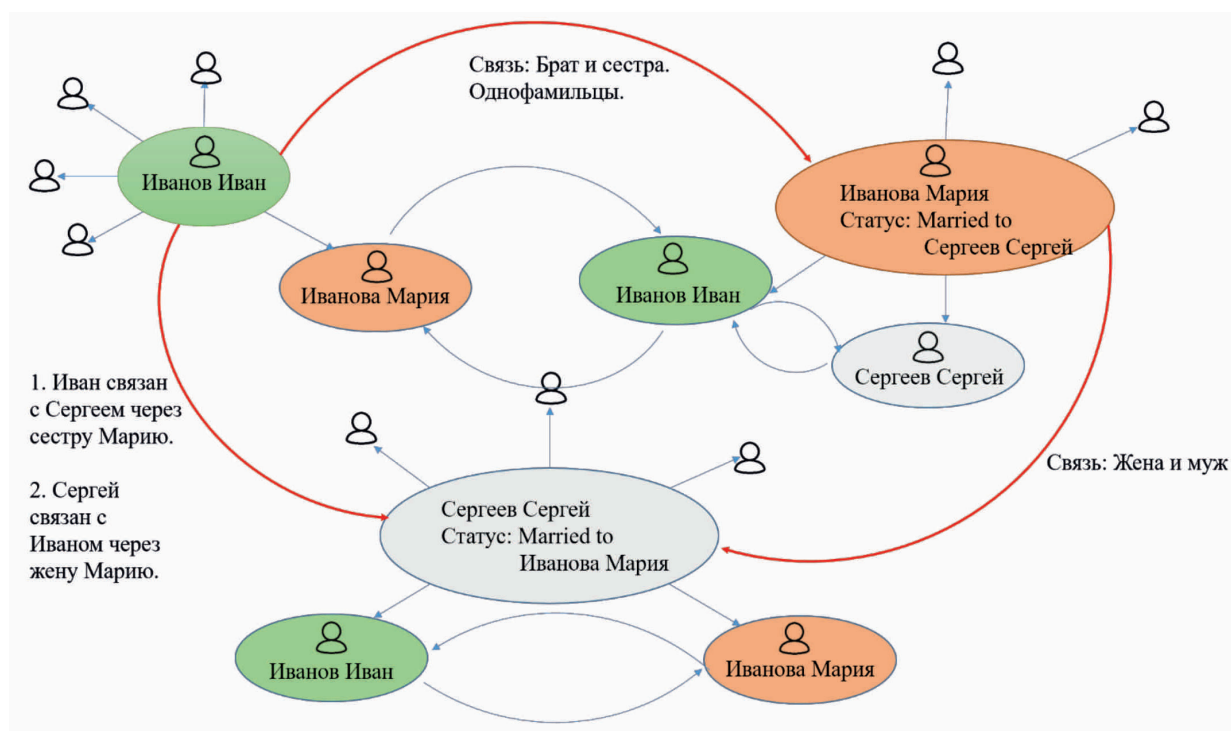 Связь: Брат и сестра.
Однофамильцы.
Иванов Иван
Иванова Мария
Статус: Married to
Сергеев Сергей
Иванова Мария
Иванов Иван
Сергеев Сергей
1. Иван связан
с Сергеем через
сестру Марию.
2. Сергей
связан с
Иваном через
жену Марию.
Связь: Жена и муж
Сергеев Сергей
Статус: Married to
Иванова Мария
Иванов Иван
Иванова Мария